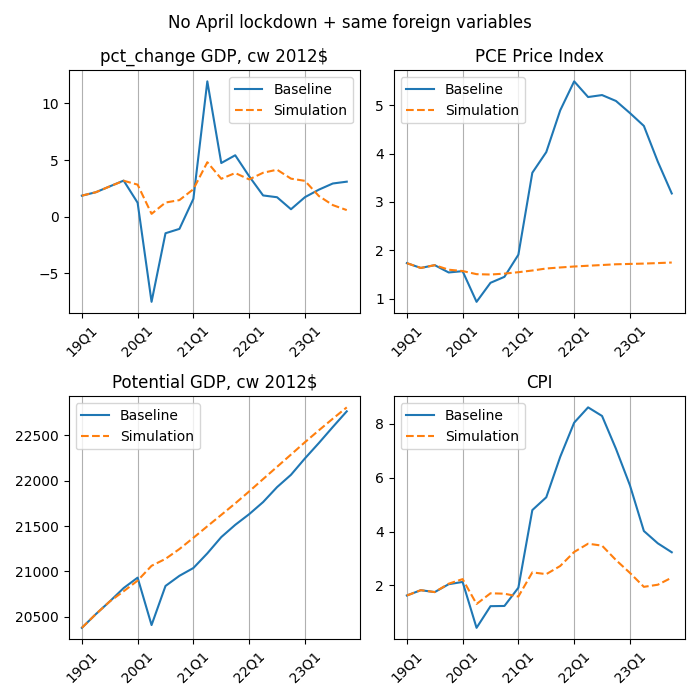 No April lockdown + same foreign variables
pct_change GDP, cw 2012$
Baseline
Simulation
10
5
0
−5
19Q1
20Q1
21Q1
22Q1
23Q1
PCE Price Index
Baseline
Simulation
5
4
3
2
1
19Q1
20Q1
21Q1
22Q1
23Q1
Potential GDP, cw 2012$
Baseline
Simulation
22500
22000
21500
21000
20500
19Q1
20Q1
21Q1
22Q1
23Q1
CPI
Baseline
Simulation
8
6
4
2
19Q1
20Q1
21Q1
22Q1
23Q1